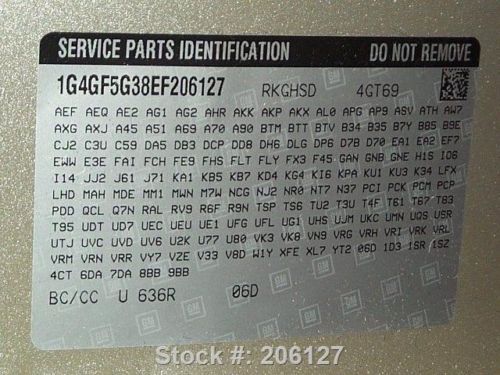 SERVICE PARTS IDENTIFICATION DO NOT REMOVE
1G4GF5G38EF206127 RKGHSD 4GT69
AEF AEQ AE2 AG1 AG2 AHR AKK AKP AKX AL0 APG AP9 ASV ATH AW7
AXG AXJ A45 A51 A69 A70 A90 BTM BTT BTV B34 B35 B7Y B85 B9E
CJ2 C3U C59 DA5 DB3 DCP DD8 DH6 DLG DP6 D7B D70 EA1 EA2 EF7
EWW E3E FAI FCH FE9 FHS FLT FLY FX3 F45 GAN GNB GNE H1S IO6
I14 JJ2 J61 J71 KA1 KB5 KB7 KD4 KG4 KI6 KPA KU1 KU3 K34 LFX
LHD MAH MDE MM1 MWN M7W NCG NJ2 NR0 NT7 N37 PCI PCK PCM PCP
PDD QCL Q7N RAL RV9 R6F R9N TSP TS6 TU2 T3U T4F T61 T67 T83
T95 UDT UD7 UEC UEU UE1 UFG UFL UG1 UHS UJM UKC UMN UQS USR
UTJ UVC UVD UV6 U2K U77 U80 VK3 VK8 VN9 VRG VRH VRI VRK VRL
VRM VRN VRR VT7 V2E V33 V8D W1Y XFE XL7 YT2 06D 1D3 1SR 1SZ
4CT 6DA 7DA 8BB 9BB
BC/CC U 636R 06D
GM
Stock #: 206127